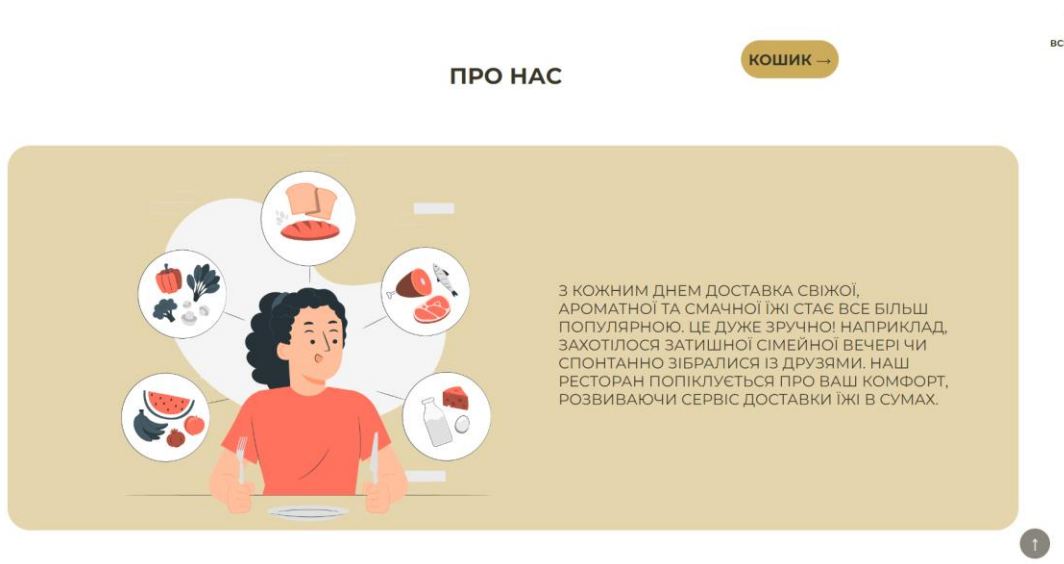 КОШИК →
ПРО НАС
З КОЖНИМ ДНЕМ ДОСТАВКА СВІЖОЇ,
АРОМАТНОЇ ТА СМАЧНОЇ ЇЖІ СТАЄ ВСЕ БІЛЬШ
ПОПУЛЯРНОЮ. ЦЕ ДУЖЕ ЗРУЧНО! НАПРИКЛАД,
ЗАХОТІЛОСЯ ЗАТИШНОЇ СІМЕЙНОЇ ВЕЧЕРІ ЧИ
СПОНТАННО ЗІБРАЛИСЯ ІЗ ДРУЗЯМИ. НАШ
РЕСТОРАН ПОПІКЛУЄТЬСЯ ПРО ВАШ КОМФОРТ,
РОЗВИВАЮЧИ СЕРВІС ДОСТАВКИ ЇЖІ В СУМАХ.
↑